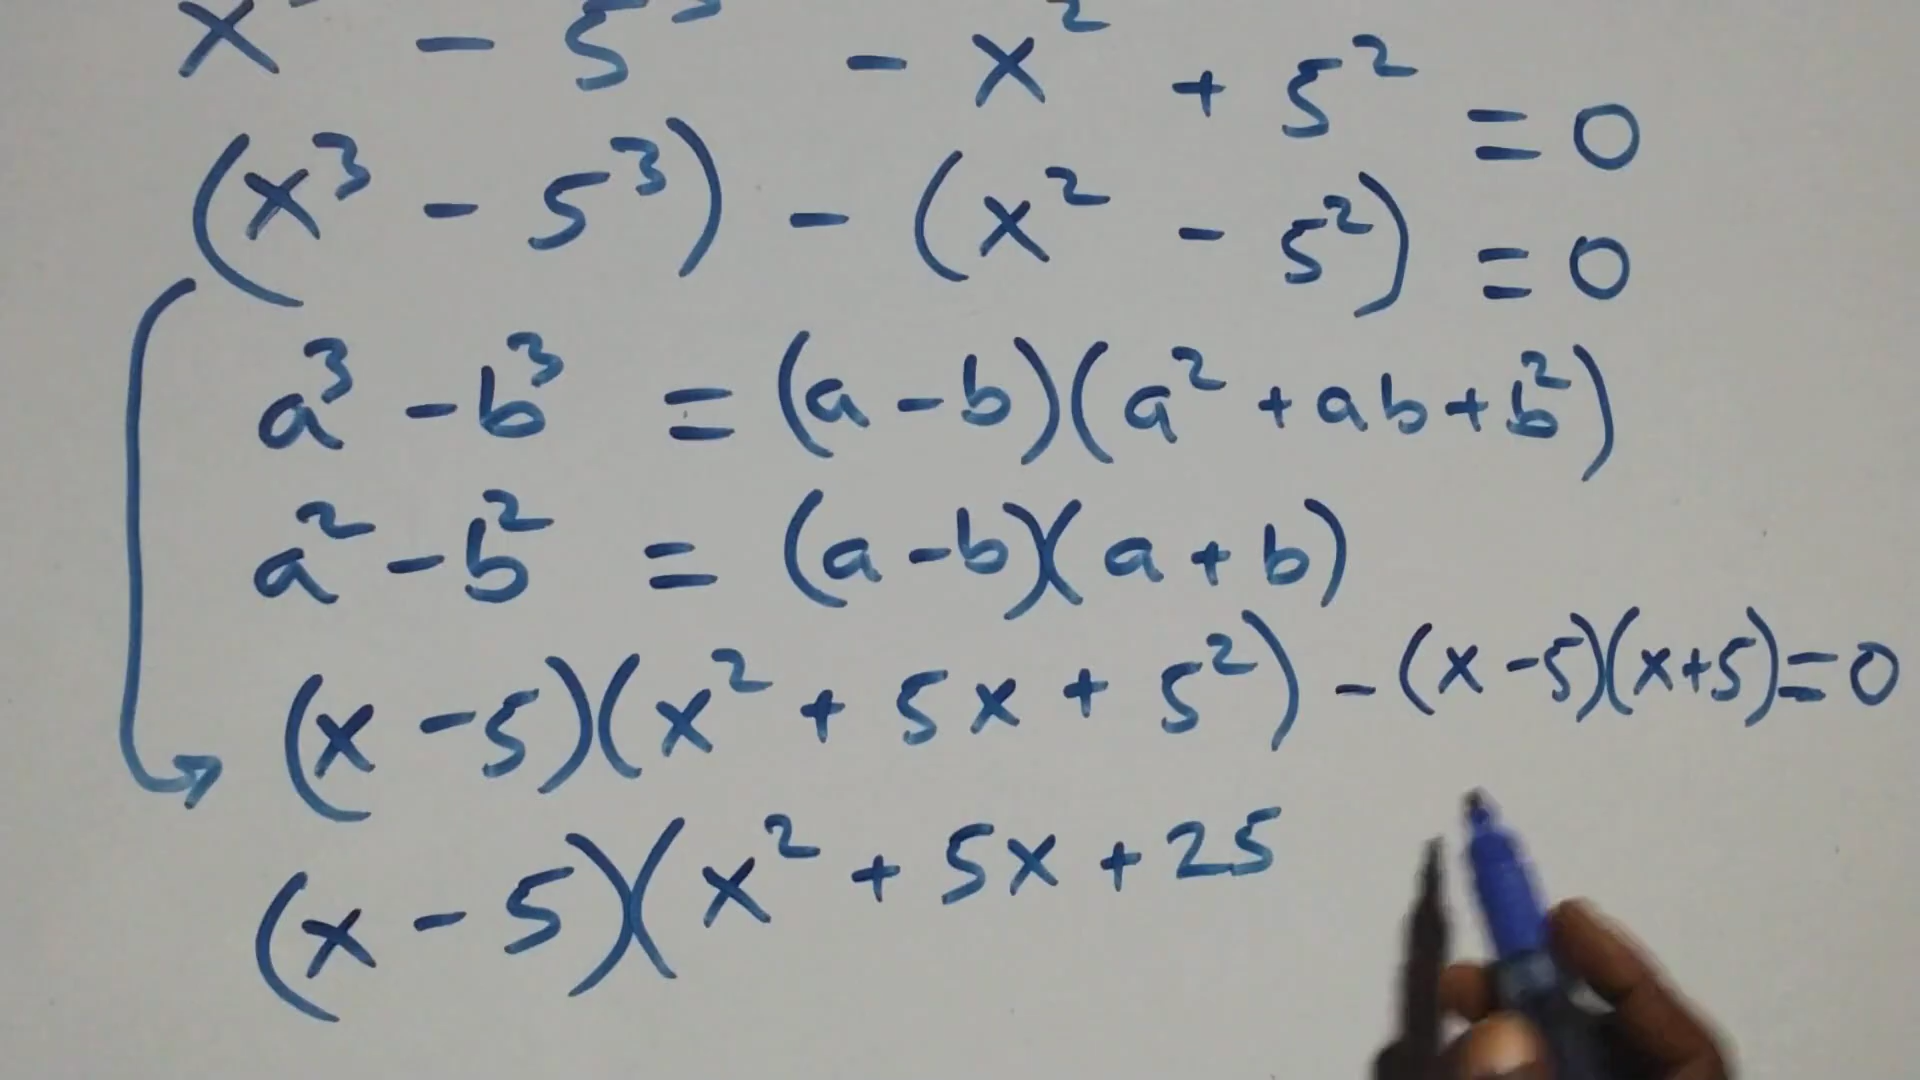 x³ - 5³ - x² + 5² = 0
(x³ - 5³) - (x² - 5²) = 0
a³ - b³ = (a - b)(a² + ab + b²)
a² - b² = (a - b)(a + b)
(x - 5)(x² + 5x + 5²) - (x - 5)(x + 5) = 0
(x - 5)(x² + 5x + 25